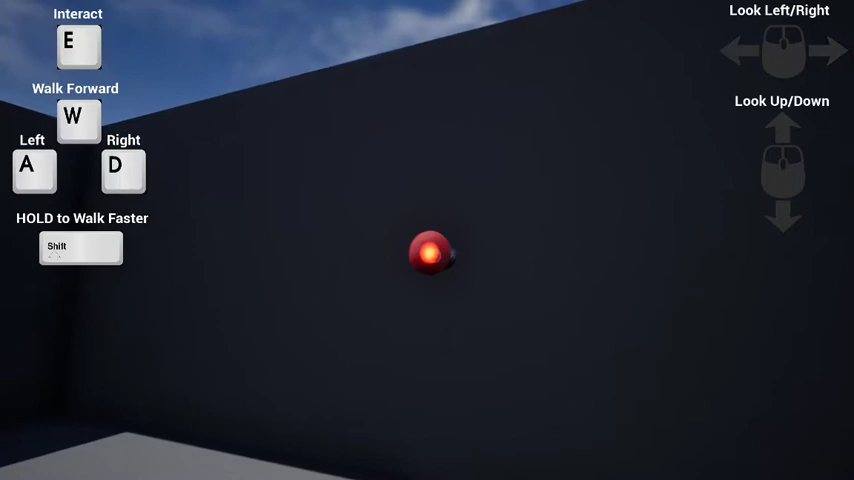 Interact
E
Walk Forward
W
Left
Right
A
D
HOLD to Walk Faster
Shift
Look Left/Right
Look Up/Down